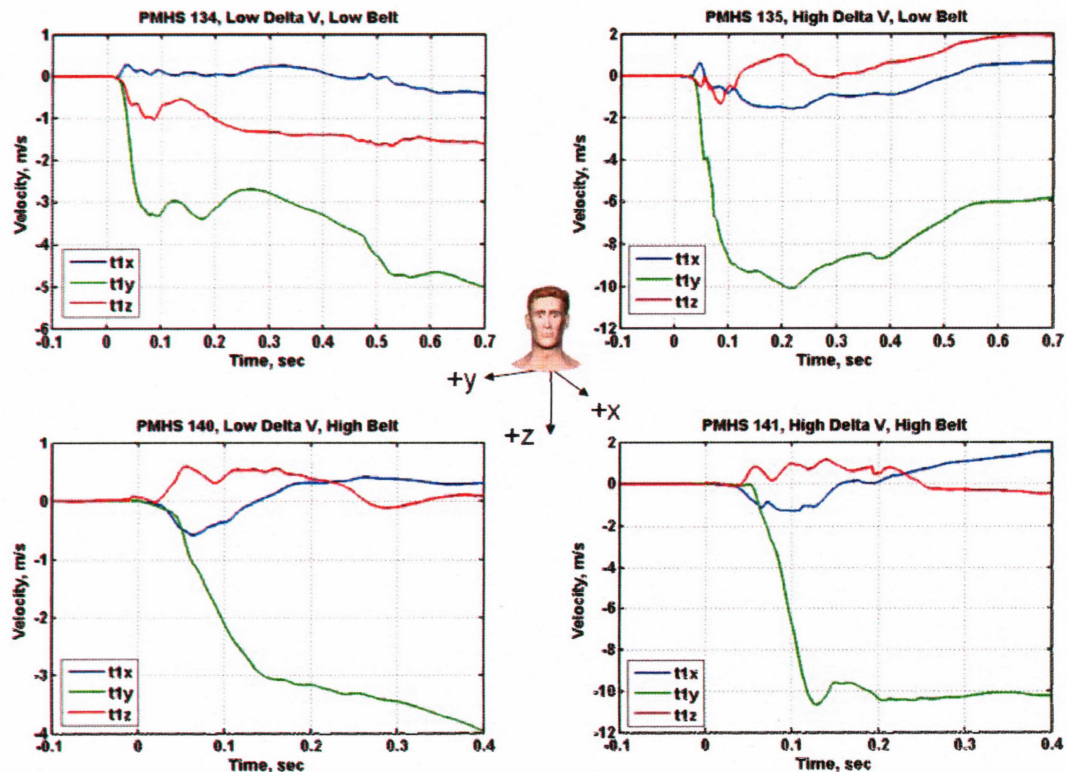 PMHS 134, Low Delta V, Low Belt
1
0
-1
-2
-3
-4
-5
-6
Velocity, m/s
t1x
t1y
t1z
-0.1 0 0.1 0.2 0.3 0.4 0.5 0.6 0.7
Time, sec
PMHS 135, High Delta V, Low Belt
2
0
-2
-4
-6
-8
-10
-12
Velocity, m/s
t1x
t1y
t1z
-0.1 0 0.1 0.2 0.3 0.4 0.5 0.6 0.7
Time, sec
+y
+x
+z
PMHS 140, Low Delta V, High Belt
1
0
-1
-2
-3
-4
Velocity, m/s
t1x
t1y
t1z
-0.1 0 0.1 0.2 0.3 0.4
Time, sec
PMHS 141, High Delta V, High Belt
2
0
-2
-4
-6
-8
-10
-12
Velocity, m/s
t1x
t1y
t1z
-0.1 0 0.1 0.2 0.3 0.4
Time, sec